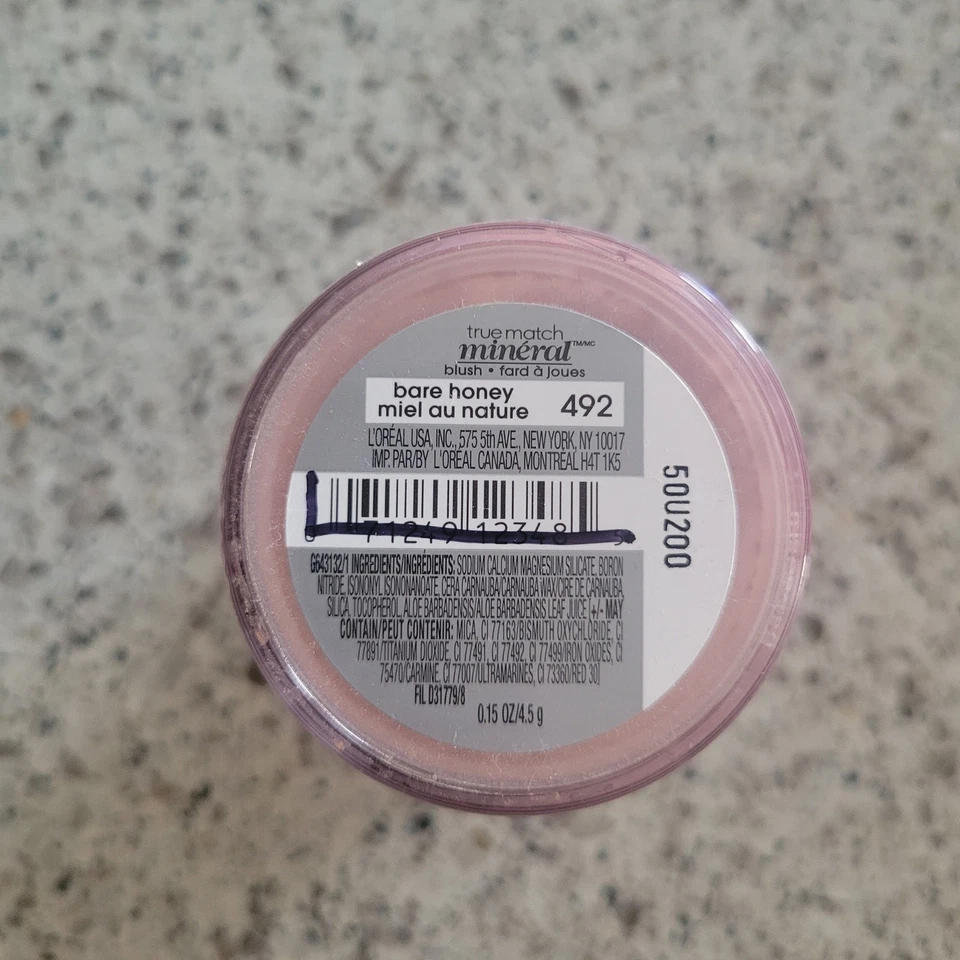 true match
minéral™/MC
blush • fard à joues
bare honey
miel au nature 492
L'ORÉAL USA, INC., 575 5th AVE., NEW YORK, NY 10017
IMP. PAR/BY L'ORÉAL CANADA, MONTREAL H4T 1K5
0 71249 12348 5
G643132/1 INGREDIENTS/INGRÉDIENTS: SODIUM CALCIUM MAGNESIUM SILICATE, BORON
NITRIDE, ISONONYL ISONONANOATE, CERA CARNAUBA/CARNAUBA WAX/CIRE DE CARNAUBA,
SILICA, TOCOPHEROL, ALOE BARBADENSIS/ALOE BARBADENSIS LEAF JUICE [+/- MAY
CONTAIN/PEUT CONTENIR: MICA, CI 77163/BISMUTH OXYCHLORIDE, CI
77891/TITANIUM DIOXIDE, CI 77491, CI 77492, CI 77499/IRON OXIDES, CI
75470/CARMINE, CI 77007/ULTRAMARINES, CI 73360/RED 30]
FIL D31779/8
0.15 OZ/4.5 g
50U200